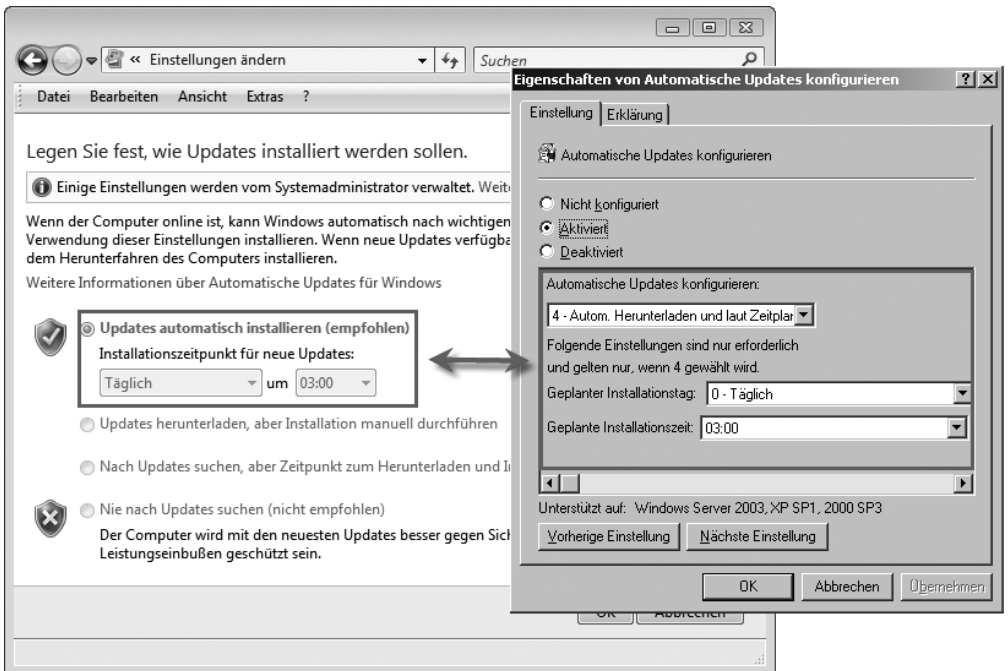 « Einstellungen ändern
Suchen
Datei Bearbeiten Ansicht Extras ?
Legen Sie fest, wie Updates installiert werden sollen.
Einige Einstellungen werden vom Systemadministrator verwaltet. Weit
Wenn der Computer online ist, kann Windows automatisch nach wichtigen
Verwendung dieser Einstellungen installieren. Wenn neue Updates verfügba
dem Herunterfahren des Computers installieren.
Weitere Informationen über Automatische Updates für Windows
Updates automatisch installieren (empfohlen)
Installationszeitpunkt für neue Updates:
Täglich um 03:00
Updates herunterladen, aber Installation manuell durchführen
Nach Updates suchen, aber Zeitpunkt zum Herunterladen und I
Nie nach Updates suchen (nicht empfohlen)
Der Computer wird mit den neuesten Updates besser gegen Sich
Leistungseinbußen geschützt sein.
OK Abbrechen
Eigenschaften von Automatische Updates konfigurieren
Einstellung Erklärung
Automatische Updates konfigurieren
Nicht konfiguriert
Aktiviert
Deaktiviert
Automatische Updates konfigurieren:
4 - Autom. Herunterladen und laut Zeitplan
Folgende Einstellungen sind nur erforderlich
und gelten nur, wenn 4 gewählt wird.
Geplanter Installationstag: 0 - Täglich
Geplante Installationszeit: 03:00
Unterstützt auf: Windows Server 2003, XP SP1, 2000 SP3
Vorherige Einstellung Nächste Einstellung
OK Abbrechen Übernehmen